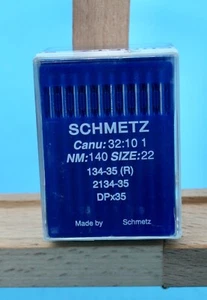 SCHMETZ
Canu: 32:10 1
NM:140 SIZE:22
134-35 (R)
2134-35
DPx35
Made by Schmetz